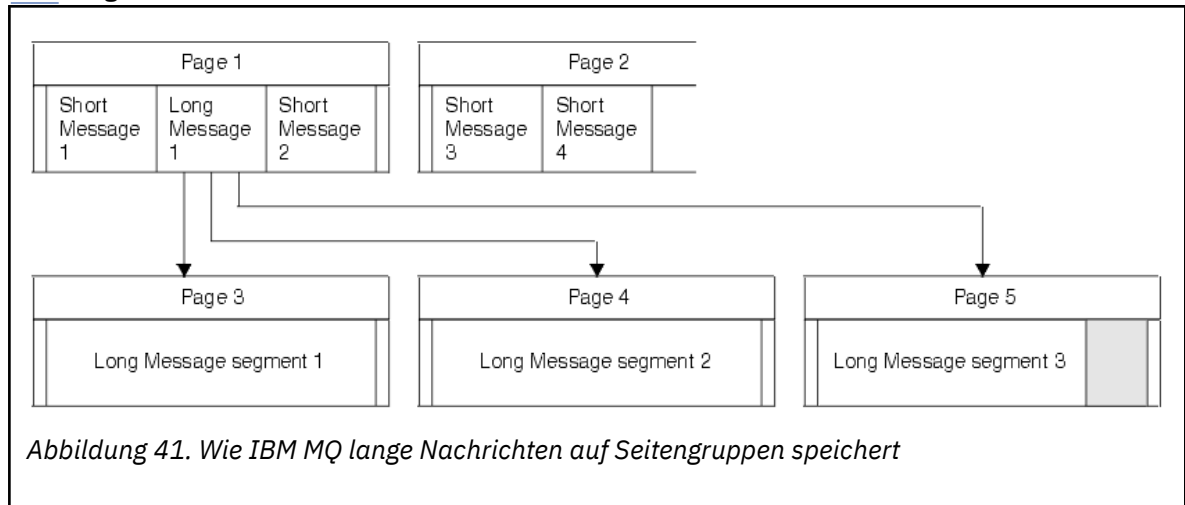 Page 1
Page 2
Short Message 1
Long Message 1
Short Message 2
Short Message 3
Short Message 4
Page 3
Page 4
Page 5
Long Message segment 1
Long Message segment 2
Long Message segment 3
Abbildung 41. Wie IBM MQ lange Nachrichten auf Seitengruppen speichert